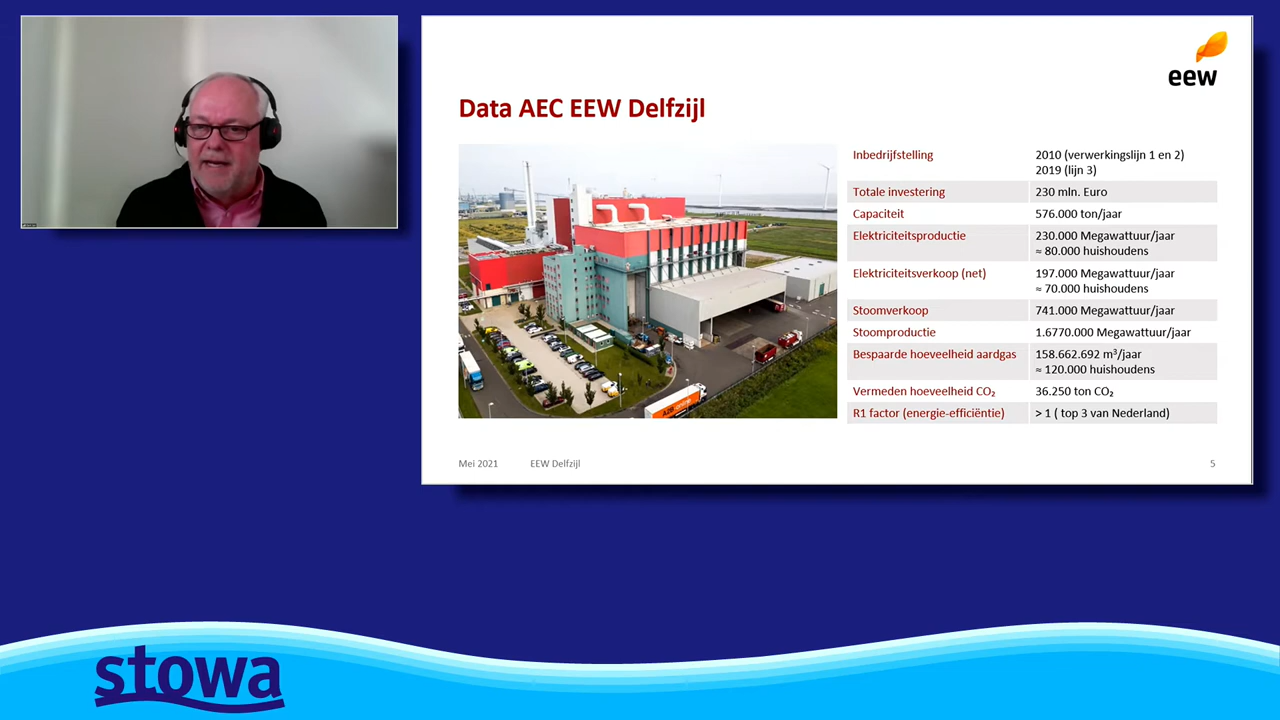 eew
Data AEC EEW Delfzijl
Inbedrijfstelling 2010 (verwerkingslijn 1 en 2)
2019 (lijn 3)
Totale investering 230 mln. Euro
Capaciteit 576.000 ton/jaar
Elektriciteitsproductie 230.000 Megawattuur/jaar
≈ 80.000 huishoudens
Elektriciteitsverkoop (net) 197.000 Megawattuur/jaar
≈ 70.000 huishoudens
Stoomverkoop 741.000 Megawattuur/jaar
Stoomproductie 1.6770.000 Megawattuur/jaar
Bespaarde hoeveelheid aardgas 158.662.692 m³/jaar
≈ 120.000 huishoudens
Vermeden hoeveelheid CO₂ 36.250 ton CO₂
R1 factor (energie-efficiëntie) > 1 ( top 3 van Nederland)
Mei 2021 EEW Delfzijl 5
stowa